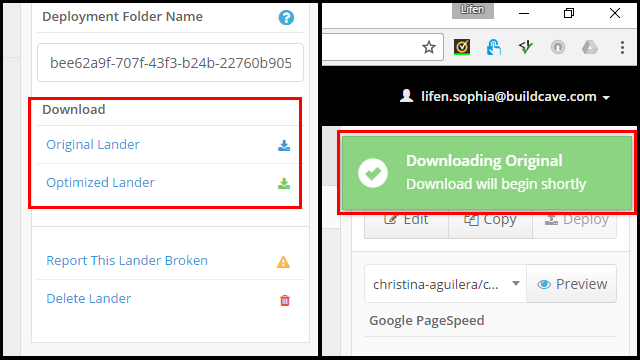 Deployment Folder Name
bee62a9f-707f-43f3-b24b-22760b905
Download
Original Lander
Optimized Lander
Report This Lander Broken
Delete Lander
Lifen
lifen.sophia@buildcave.com
Downloading Original
Download will begin shortly
Edit
Copy
Deploy
christina-aguilera/c...
Preview
Google PageSpeed